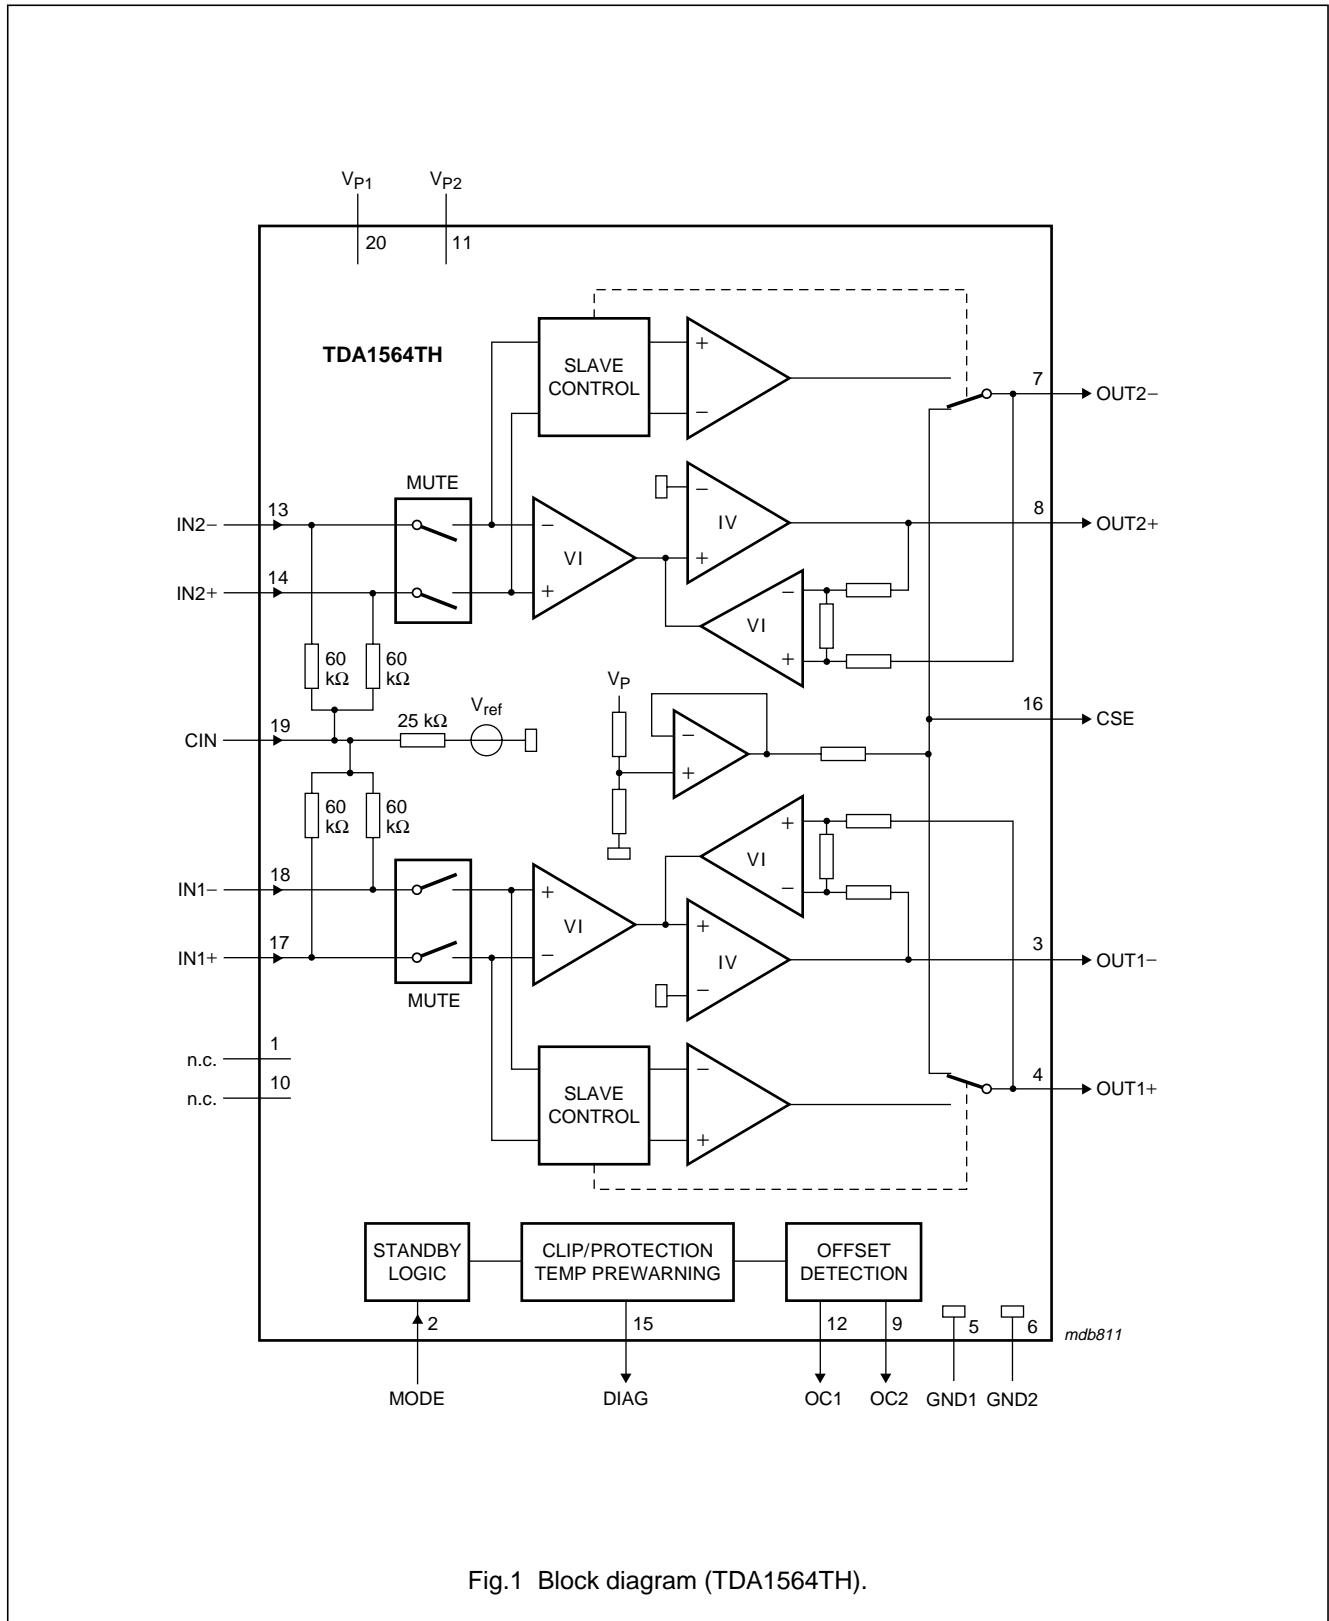 VP1 VP2
20 11
TDA1564TH
SLAVE
CONTROL
+
−
7
OUT2−
MUTE
IN2−
13
−
VI
+
−
IV
+
8
OUT2+
IN2+
14
−
VI
+
60
kΩ
60
kΩ
VP
CIN
19
25 kΩ
Vref
−
+
16
CSE
60
kΩ
60
kΩ
+
VI
−
IN1−
18
+
VI
−
+
IV
−
3
OUT1−
IN1+
17
MUTE
n.c.
1
n.c.
10
SLAVE
CONTROL
−
+
4
OUT1+
STANDBY
LOGIC
CLIP/PROTECTION
TEMP PREWARNING
OFFSET
DETECTION
2 15 12 9 5 6
mdb811
MODE DIAG OC1 OC2 GND1 GND2
Fig.1 Block diagram (TDA1564TH).